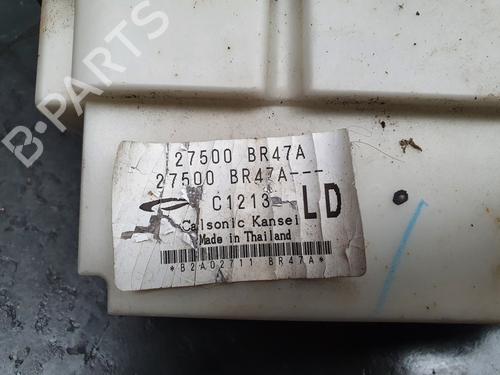 B-PARTS
27500 BR47A
27500 BR47A---
C1213 LD
Calsonic Kansei
Made in Thailand
*B2A02711 BR47A*